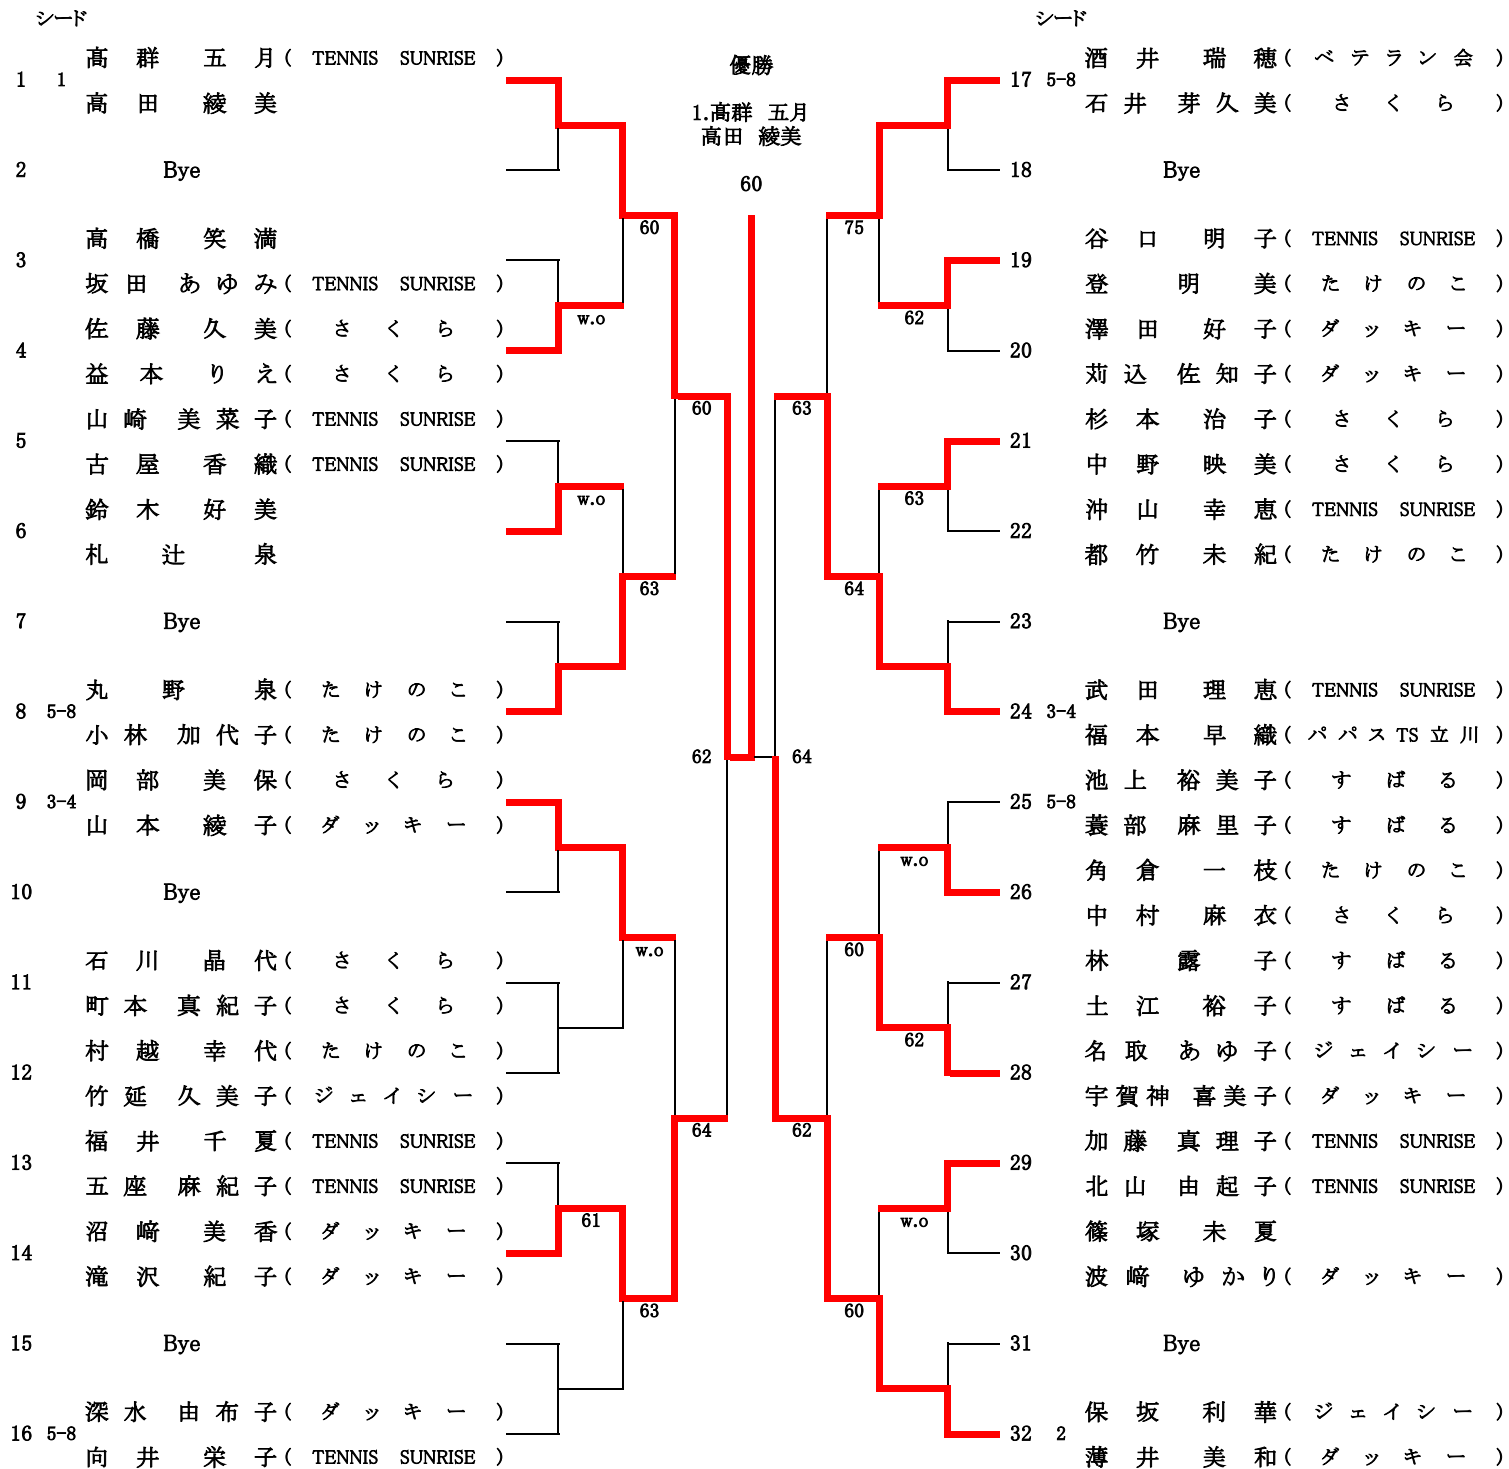 シード
1 1 髙群 五月( TENNIS SUNRISE )
高田 綾美
2 Bye
3 髙橋 笑満
坂田 あゆみ( TENNIS SUNRISE )
4 佐藤 久美( さくら )
益本 りえ( さくら )
5 山崎 美菜子( TENNIS SUNRISE )
古屋 香織( TENNIS SUNRISE )
6 鈴木 好美
札辻 泉
7 Bye
8 5-8 丸野 泉( たけのこ )
小林 加代子( たけのこ )
9 3-4 岡部 美保( さくら )
山本 綾子( ダッキー )
10 Bye
11 石川 晶代( さくら )
町本 真紀子( さくら )
12 村越 幸代( たけのこ )
竹延 久美子( ジェイシー )
13 福井 千夏( TENNIS SUNRISE )
五座 麻紀子( TENNIS SUNRISE )
14 沼﨑 美香( ダッキー )
滝沢 紀子( ダッキー )
15 Bye
16 5-8 深水 由布子( ダッキー )
向井 栄子( TENNIS SUNRISE )
w.o
w.o
61
60
63
w.o
63
60
64
62
優勝
1.髙群 五月
高田 綾美
60
64
63
62
75
64
60
60
62
63
w.o
62
w.o
シード
17 5-8 酒井 瑞穂( ベテラン会 )
石井 芽久美( さくら )
18 Bye
19 谷口 明子( TENNIS SUNRISE )
登 明美( たけのこ )
20 澤田 好子( ダッキー )
苅込 佐知子( ダッキー )
21 杉本 治子( さくら )
中野 映美( さくら )
22 沖山 幸恵( TENNIS SUNRISE )
都竹 未紀( たけのこ )
23 Bye
24 3-4 武田 理恵( TENNIS SUNRISE )
福本 早織( パパスTS立川 )
25 5-8 池上 裕美子( すばる )
蓑部 麻里子( すばる )
26 角倉 一枝( たけのこ )
中村 麻衣( さくら )
27 林 露子( すばる )
土江 裕子( すばる )
28 名取 あゆ子( ジェイシー )
宇賀神 喜美子( ダッキー )
29 加藤 真理子( TENNIS SUNRISE )
北山 由起子( TENNIS SUNRISE )
30 篠塚 未夏
波﨑 ゆかり( ダッキー )
31 Bye
32 2 保坂 利華( ジェイシー )
薄井 美和( ダッキー )